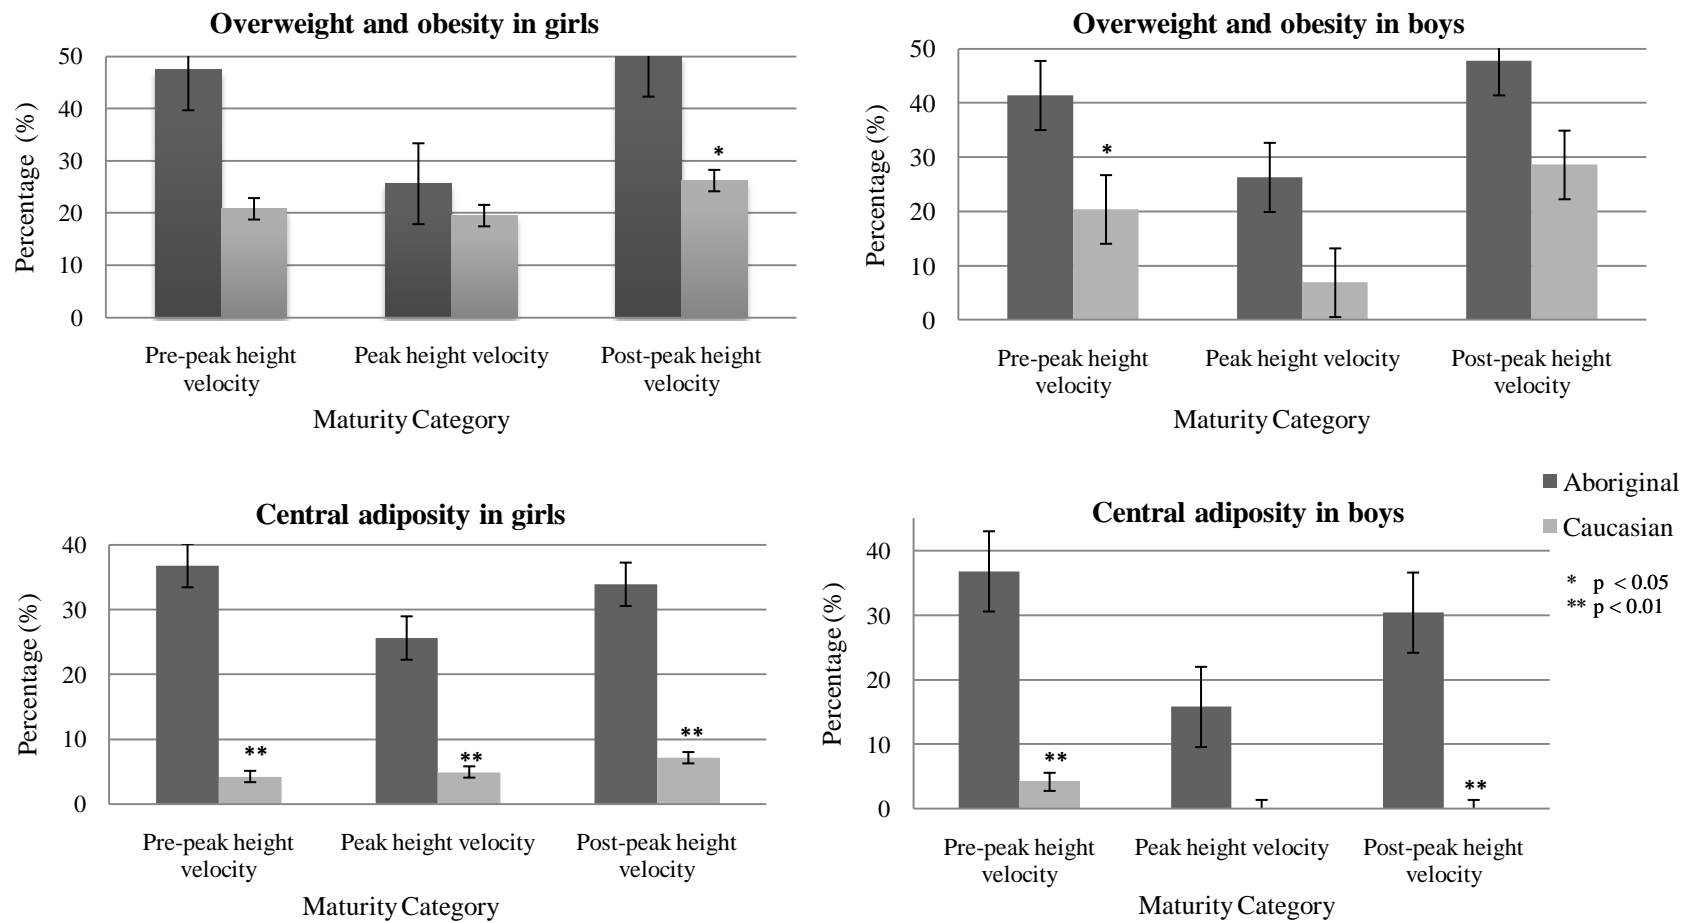 Overweight and obesity in girls
Percentage (%)
50
40
30
20
10
0
*
Pre-peak height
velocity
Peak height velocity
Post-peak height
velocity
Maturity Category
Overweight and obesity in boys
Percentage (%)
50
40
30
20
10
0
*
Pre-peak height
velocity
Peak height velocity
Post-peak height
velocity
Maturity Category
Central adiposity in girls
Percentage (%)
40
30
20
10
0
**
**
**
Pre-peak height
velocity
Peak height velocity
Post-peak height
velocity
Maturity Category
Central adiposity in boys
Percentage (%)
40
30
20
10
0
**
**
Pre-peak height
velocity
Peak height velocity
Post-peak height
velocity
Maturity Category
Aboriginal
Caucasian
* p < 0.05
** p < 0.01